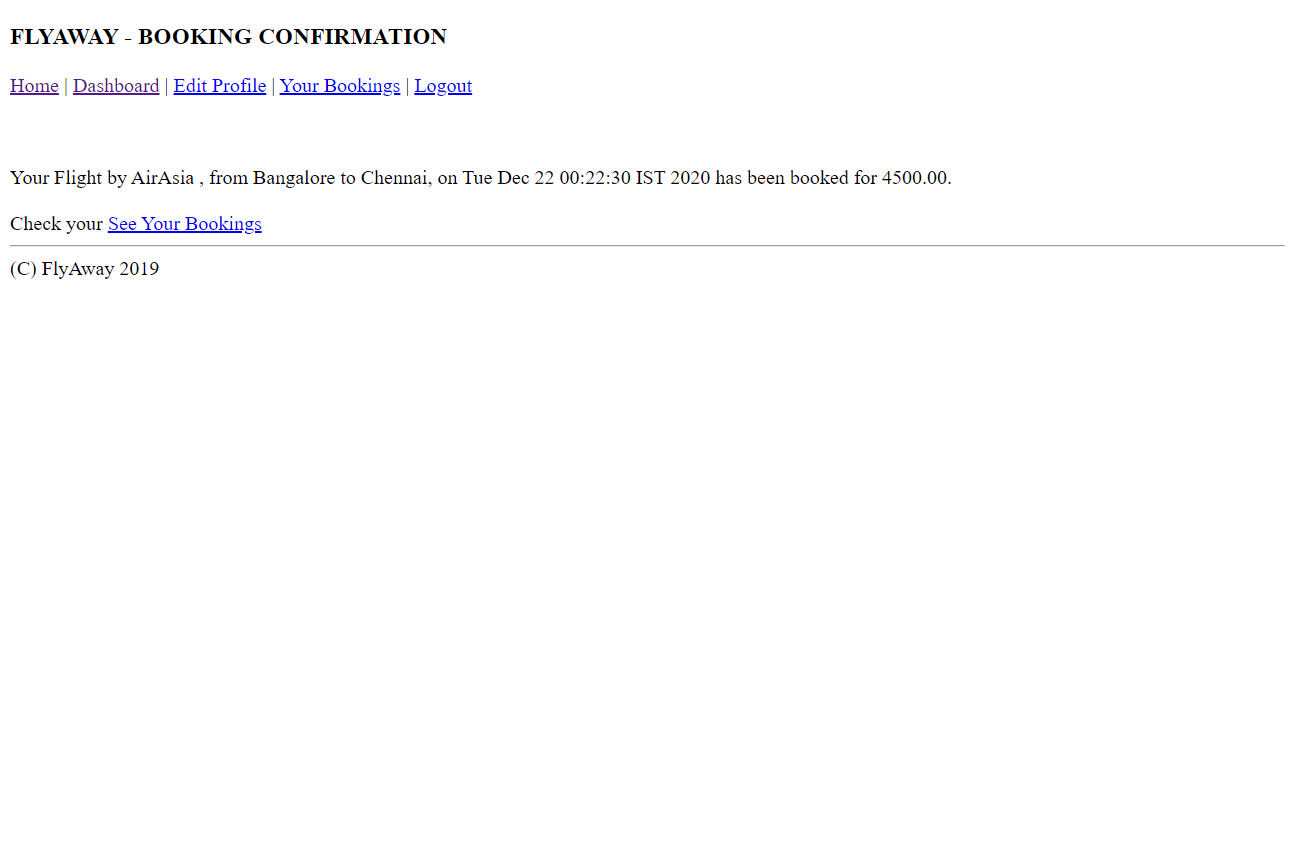 FLYAWAY - BOOKING CONFIRMATION
Home | Dashboard | Edit Profile | Your Bookings | Logout
Your Flight by AirAsia , from Bangalore to Chennai, on Tue Dec 22 00:22:30 IST 2020 has been booked for 4500.00.
Check your See Your Bookings
(C) FlyAway 2019